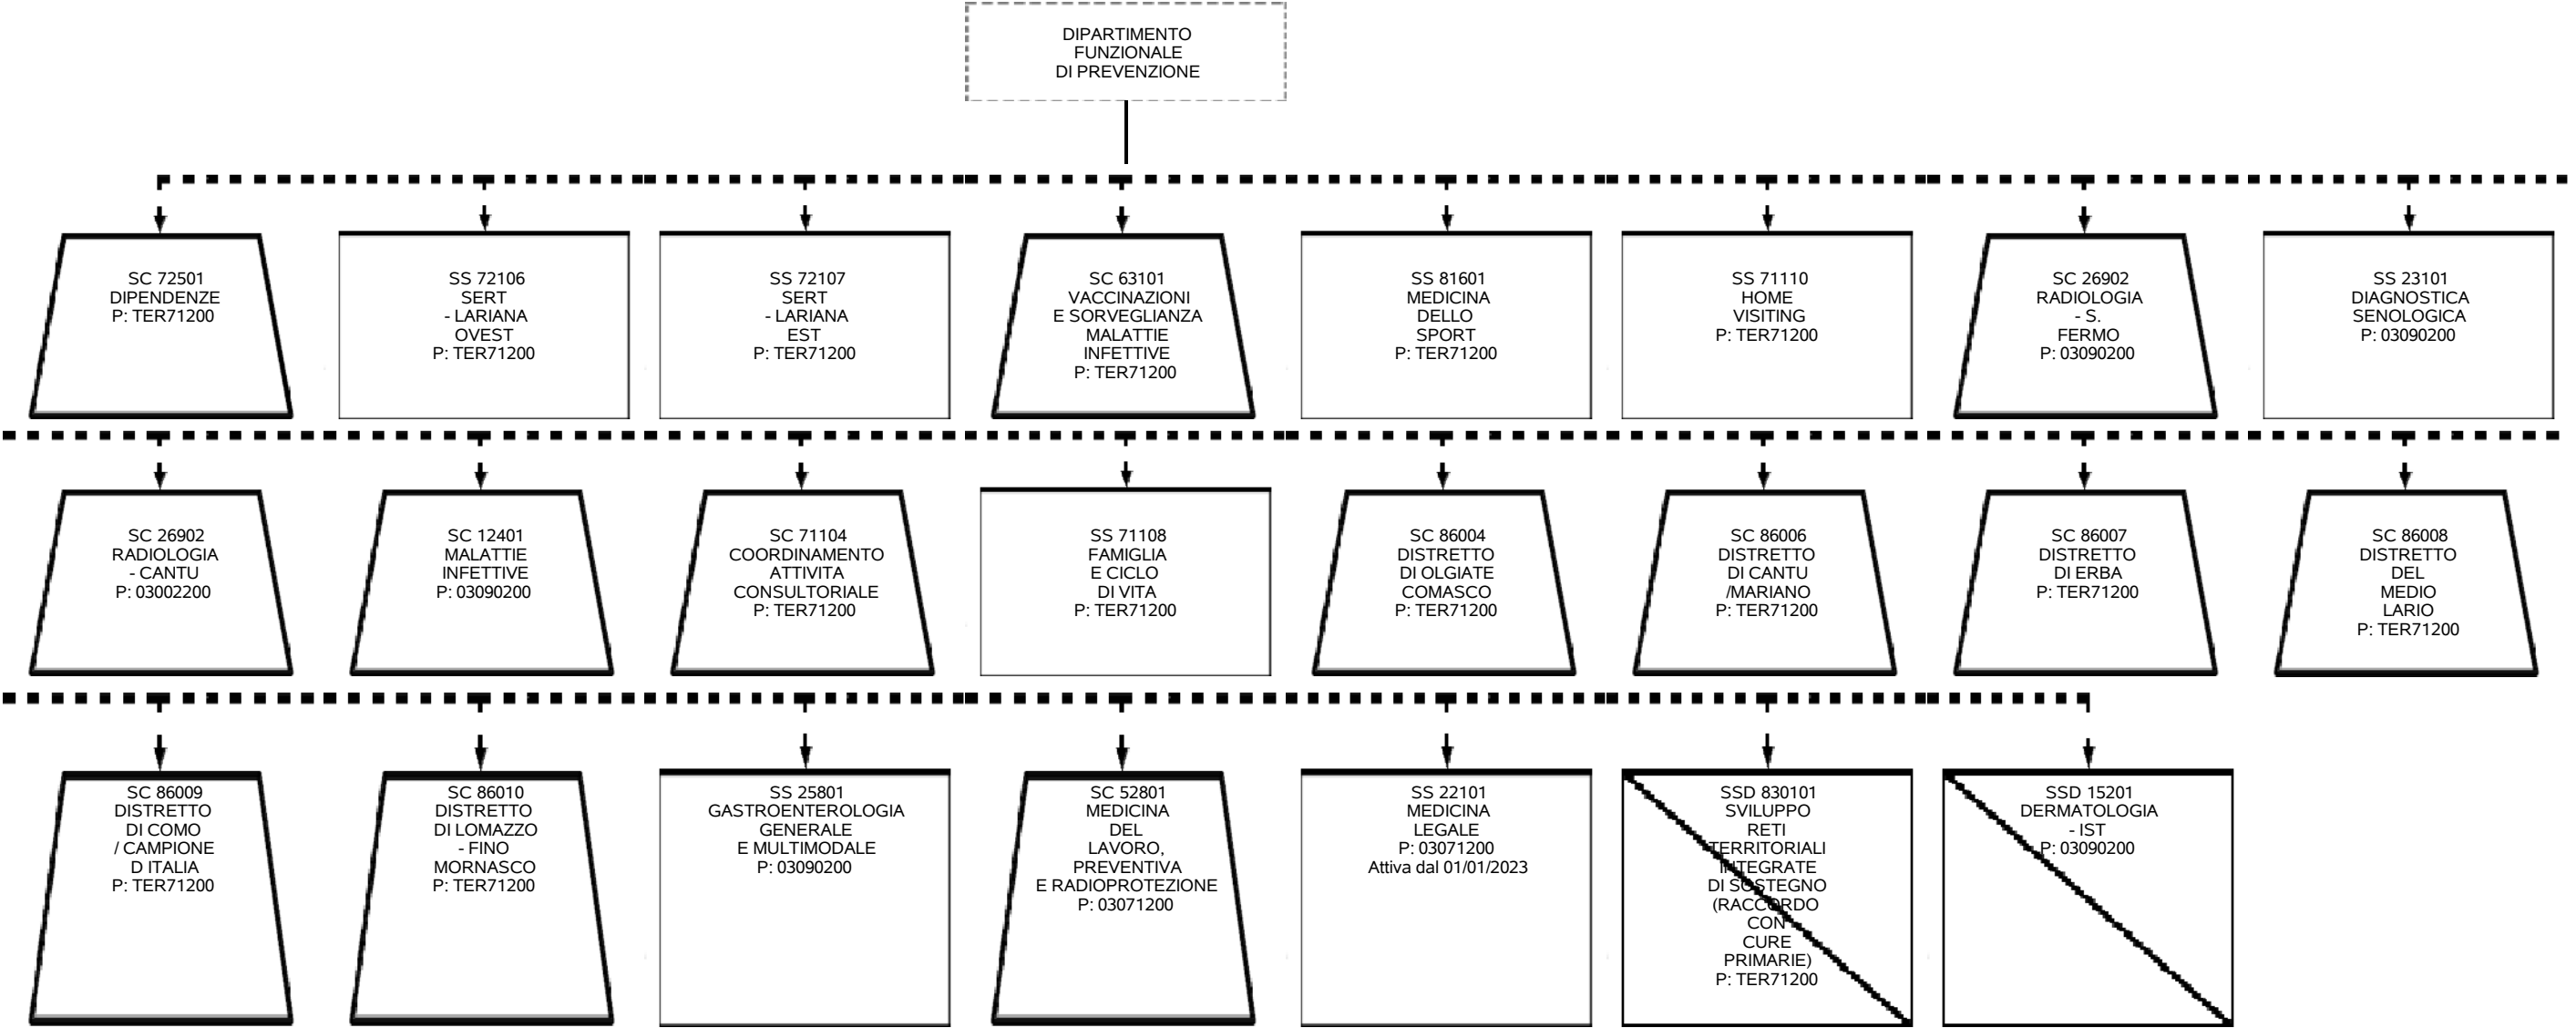 DIPARTIMENTO
FUNZIONALE
DI PREVENZIONE
SC 72501
DIPENDENZE
P: TER71200
SS 72106
SERT
- LARIANA
OVEST
P: TER71200
SS 72107
SERT
- LARIANA
EST
P: TER71200
SC 63101
VACCINAZIONI
E SORVEGLIANZA
MALATTIE
INFETTIVE
P: TER71200
SS 81601
MEDICINA
DELLO
SPORT
P: TER71200
SS 71110
HOME
VISITING
P: TER71200
SC 26902
RADIOLOGIA
- S.
FERMO
P: 03090200
SS 23101
DIAGNOSTICA
SENOLOGICA
P: 03090200
SC 26902
RADIOLOGIA
- CANTU
P: 03002200
SC 12401
MALATTIE
INFETTIVE
P: 03090200
SC 71104
COORDINAMENTO
ATTIVITA
CONSULTORIALE
P: TER71200
SS 71108
FAMIGLIA
E CICLO
DI VITA
P: TER71200
SC 86004
DISTRETTO
DI OLGIATE
COMASCO
P: TER71200
SC 86006
DISTRETTO
DI CANTU
/MARIANO
P: TER71200
SC 86007
DISTRETTO
DI ERBA
P: TER71200
SC 86008
DISTRETTO
DEL
MEDIO
LARIO
P: TER71200
SC 86009
DISTRETTO
DI COMO
/ CAMPIONE
D ITALIA
P: TER71200
SC 86010
DISTRETTO
DI LOMAZZO
- FINO
MORNASCO
P: TER71200
SS 25801
GASTROENTEROLOGIA
GENERALE
E MULTIMODALE
P: 03090200
SC 52801
MEDICINA
DEL
LAVORO,
PREVENTIVA
E RADIOPROTEZIONE
P: 03071200
SS 22101
MEDICINA
LEGALE
P: 03071200
Attiva dal 01/01/2023
SSD 830101
SVILUPPO
RETI
TERRITORIALI
INTEGRATE
DI SOSTEGNO
(RACCORDO
CON
CURE
PRIMARIE)
P: TER71200
SSD 15201
DERMATOLOGIA
- IST
P: 03090200